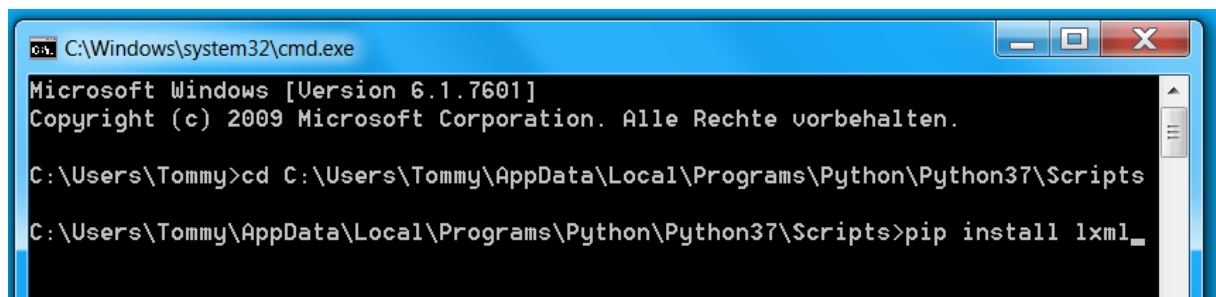 C:\Windows\system32\cmd.exe
Microsoft Windows [Version 6.1.7601]
Copyright (c) 2009 Microsoft Corporation. Alle Rechte vorbehalten.
C:\Users\Tommy>cd C:\Users\Tommy\AppData\Local\Programs\Python\Python37\Scripts
C:\Users\Tommy\AppData\Local\Programs\Python\Python37\Scripts>pip install lxml_